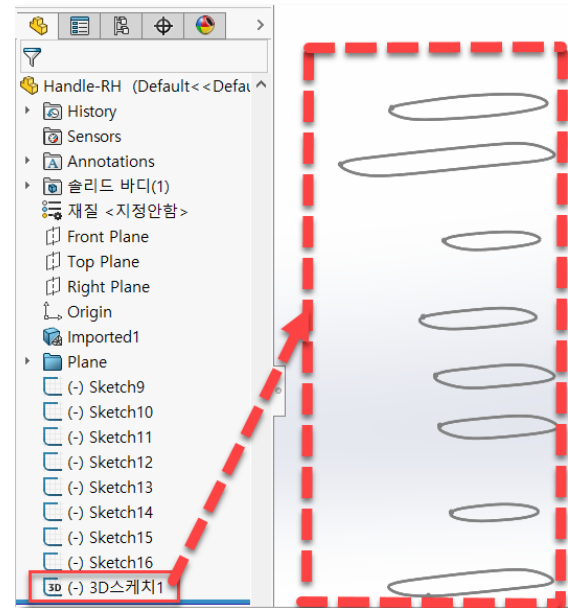 Handle-RH (Default<<Defau
History
Sensors
Annotations
솔리드 바디(1)
재질 <지정안함>
Front Plane
Top Plane
Right Plane
Origin
Imported1
Plane
(-) Sketch9
(-) Sketch10
(-) Sketch11
(-) Sketch12
(-) Sketch13
(-) Sketch14
(-) Sketch15
(-) Sketch16
3D (-) 3D스케치1